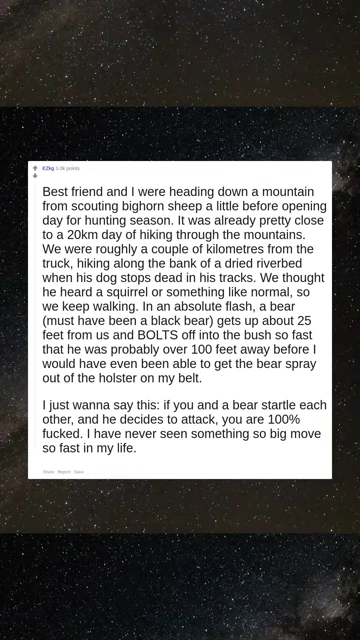 EZkg 3.6k points
Best friend and I were heading down a mountain
from scouting bighorn sheep a little before opening
day for hunting season. It was already pretty close
to a 20km day of hiking through the mountains.
We were roughly a couple of kilometres from the
truck, hiking along the bank of a dried riverbed
when his dog stops dead in his tracks. We thought
he heard a squirrel or something like normal, so
we keep walking. In an absolute flash, a bear
(must have been a black bear) gets up about 25
feet from us and BOLTS off into the bush so fast
that he was probably over 100 feet away before I
would have even been able to get the bear spray
out of the holster on my belt.
I just wanna say this: if you and a bear startle each
other, and he decides to attack, you are 100%
fucked. I have never seen something so big move
so fast in my life.
Share Report Save